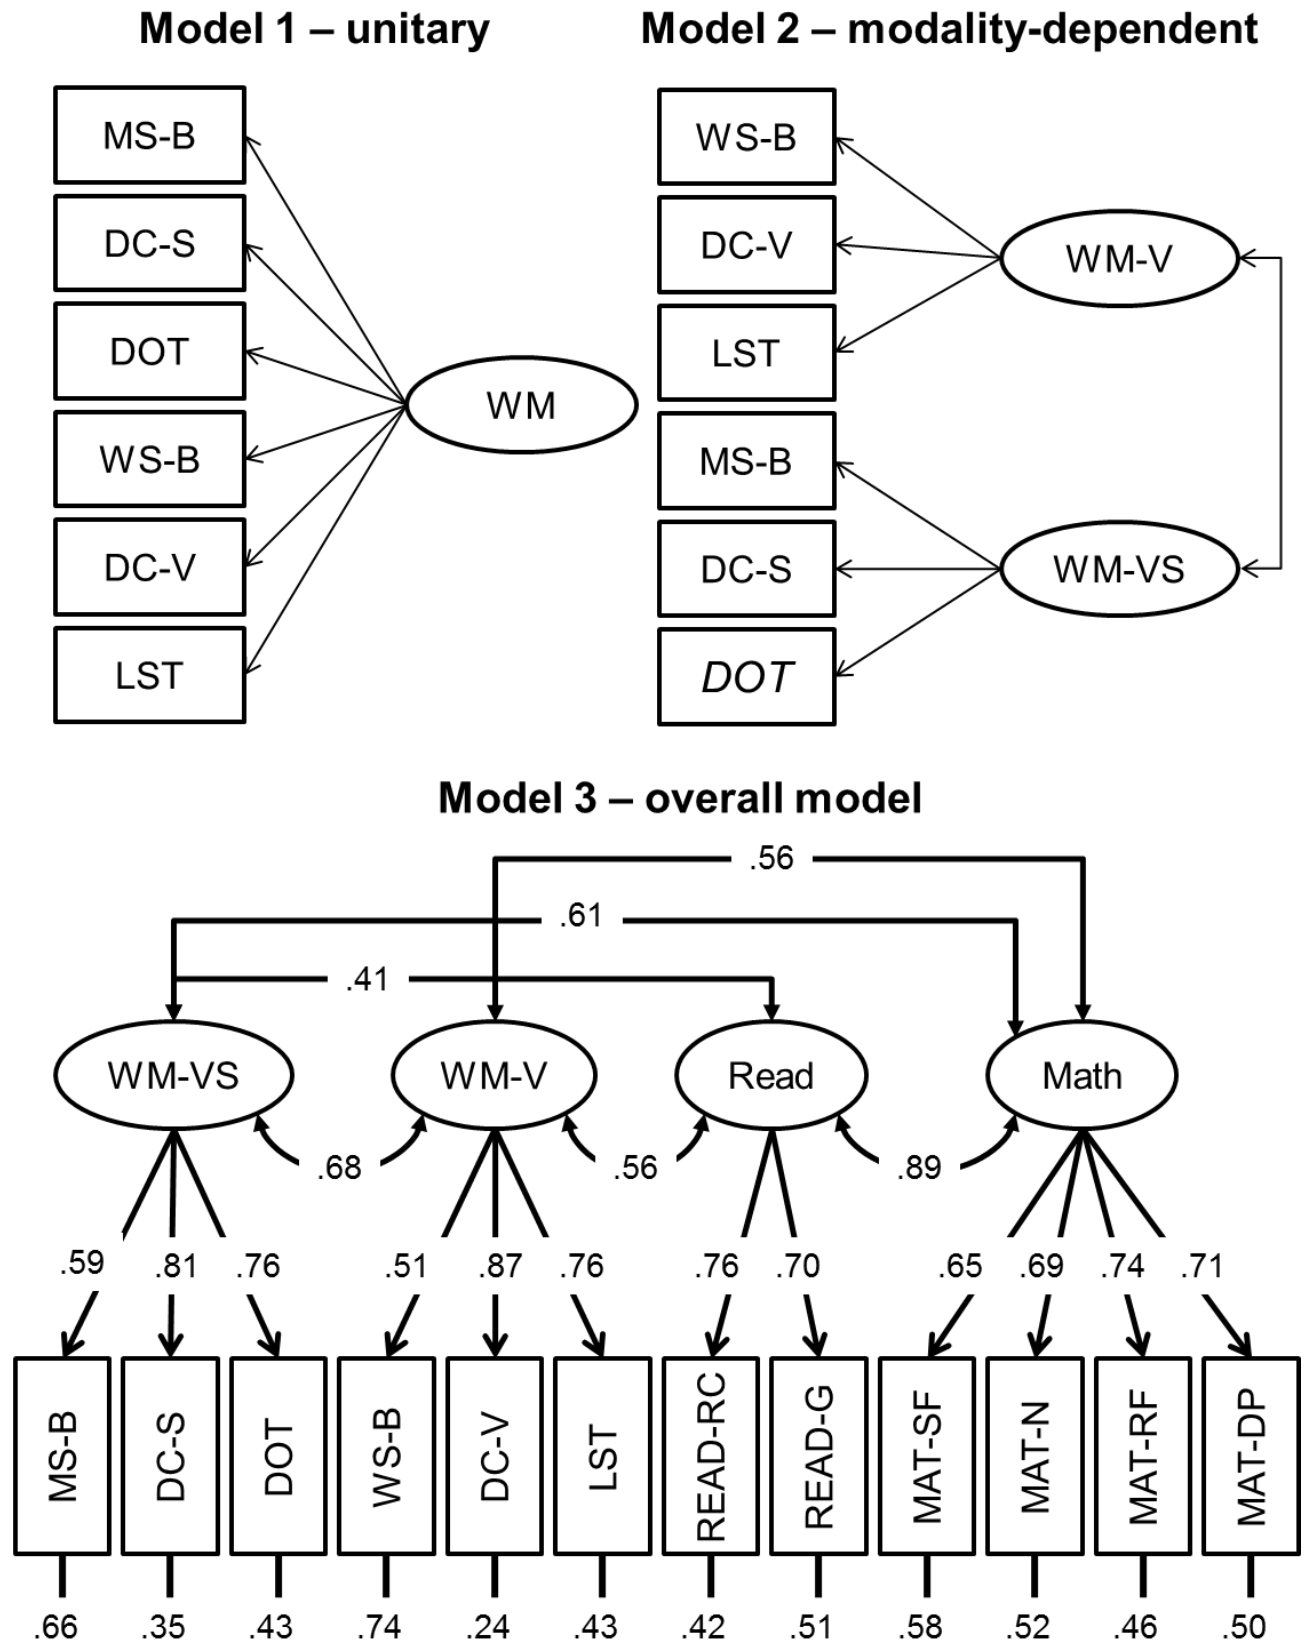 Model 1 – unitary
MS-B
DC-S
DOT
WS-B
DC-V
LST
WM
Model 2 – modality-dependent
WS-B
DC-V
LST
MS-B
DC-S
DOT
WM-V
WM-VS
Model 3 – overall model
.56
.61
.41
WM-VS
WM-V
Read
Math
.68
.56
.89
.59
.81
.76
.51
.87
.76
.76
.70
.65
.69
.74
.71
MS-B
DC-S
DOT
WS-B
DC-V
LST
READ-RC
READ-G
MAT-SF
MAT-N
MAT-RF
MAT-DP
.66
.35
.43
.74
.24
.43
.42
.51
.58
.52
.46
.50